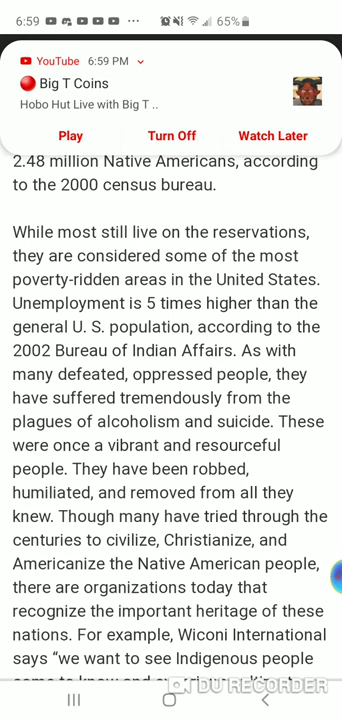 6:59
65%
YouTube 6:59 PM
Big T Coins
Hobo Hut Live with Big T ..
Play Turn Off Watch Later
2.48 million Native Americans, according
to the 2000 census bureau.
While most still live on the reservations,
they are considered some of the most
poverty-ridden areas in the United States.
Unemployment is 5 times higher than the
general U. S. population, according to the
2002 Bureau of Indian Affairs. As with
many defeated, oppressed people, they
have suffered tremendously from the
plagues of alcoholism and suicide. These
were once a vibrant and resourceful
people. They have been robbed,
humiliated, and removed from all they
knew. Though many have tried through the
centuries to civilize, Christianize, and
Americanize the Native American people,
there are organizations today that
recognize the important heritage of these
nations. For example, Wiconi International
says “we want to see Indigenous people
DU RECORDER